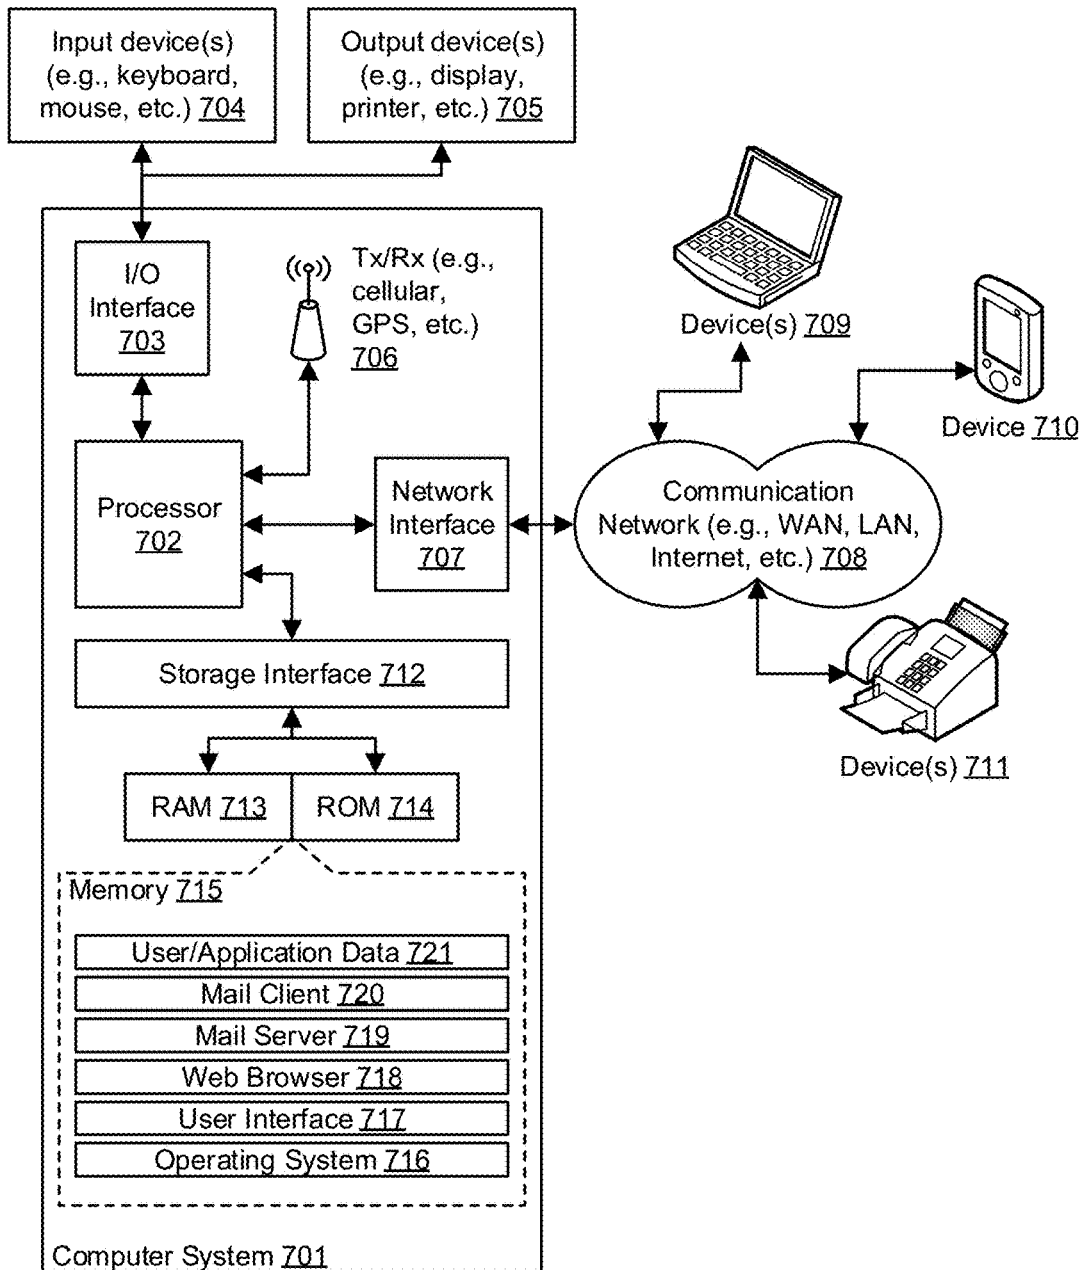 Input device(s)
(e.g., keyboard,
mouse, etc.) 704
Output device(s)
(e.g., display,
printer, etc.) 705
I/O
Interface
703
Tx/Rx (e.g.,
cellular,
GPS, etc.)
706
Device(s) 709
Device 710
Processor
702
Network
Interface
707
Communication
Network (e.g., WAN, LAN,
Internet, etc.) 708
Storage Interface 712
Device(s) 711
RAM 713
ROM 714
Memory 715
User/Application Data 721
Mail Client 720
Mail Server 719
Web Browser 718
User Interface 717
Operating System 716
Computer System 701